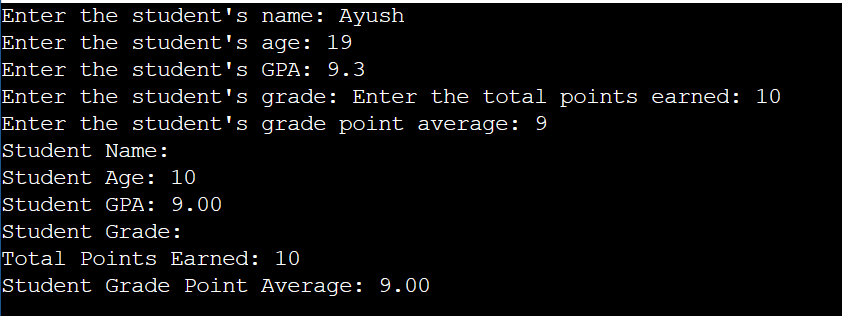 Enter the student's name: Ayush
Enter the student's age: 19
Enter the student's GPA: 9.3
Enter the student's grade: Enter the total points earned: 10
Enter the student's grade point average: 9
Student Name:
Student Age: 10
Student GPA: 9.00
Student Grade:
Total Points Earned: 10
Student Grade Point Average: 9.00